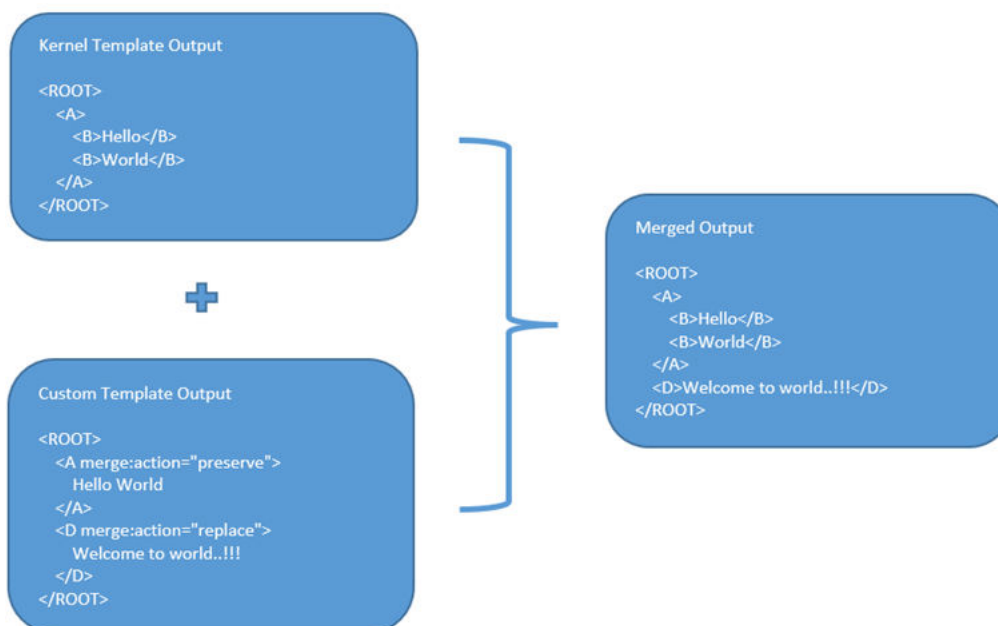 Kernel Template Output
<ROOT>
<A>
<B>Hello</B>
<B>World</B>
</A>
</ROOT>
Custom Template Output
<ROOT>
<A merge:action="preserve">
Hello World
</A>
<D merge:action="replace">
Welcome to world..!!!
</D>
</ROOT>
Merged Output
<ROOT>
<A>
<B>Hello</B>
<B>World</B>
</A>
<D>Welcome to world..!!!</D>
</ROOT>